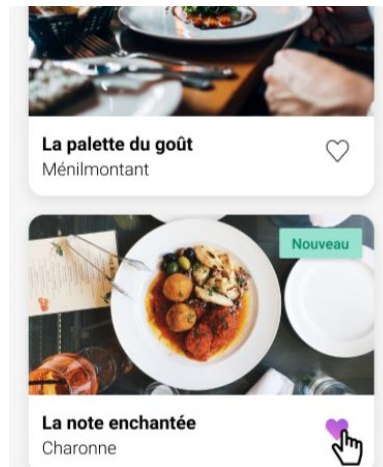 La palette du goût
Ménilmontant
Nouveau
La note enchantée
Charonne